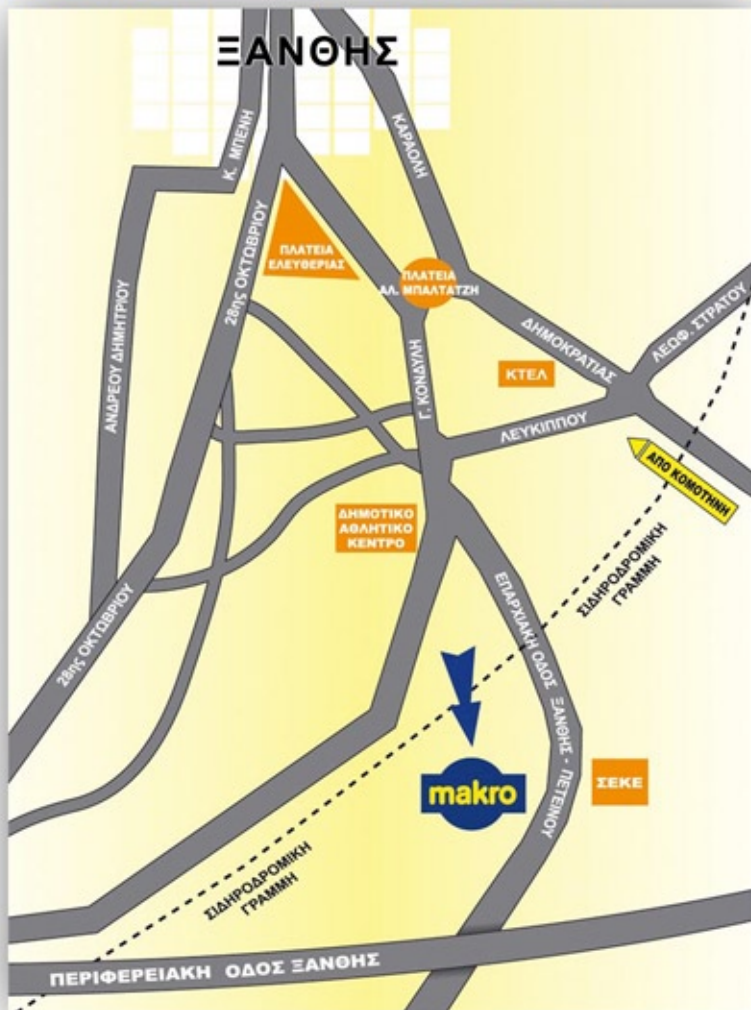 ΞΑΝΘΗΣ
Κ. ΜΠΕΝΗ
ΚΑΡΑΟΛΗ
28ης ΟΚΤΩΒΡΙΟΥ
ΠΛΑΤΕΙΑ
ΕΛΕΥΘΕΡΙΑΣ
ΠΛΑΤΕΙΑ
ΑΛ. ΜΠΑΛΤΑΤΖΗ
ΑΝΔΡΕΟΥ ΔΗΜΗΤΡΙΟΥ
Γ. ΚΟΝΔΥΛΗ
ΔΗΜΟΚΡΑΤΙΑΣ
ΛΕΩΦ. ΣΤΡΑΤΟΥ
ΚΤΕΛ
ΛΕΥΚΙΠΠΟΥ
ΑΠΟ ΚΟΜΟΤΗΝΗ
ΔΗΜΟΤΙΚΟ
ΑΘΛΗΤΙΚΟ
ΚΕΝΤΡΟ
ΣΙΔΗΡΟΔΡΟΜΙΚΗ
ΓΡΑΜΜΗ
28ης ΟΚΤΩΒΡΙΟΥ
ΕΠΑΡΧΙΑΚΗ ΟΔΟΣ ΞΑΝΘΗΣ - ΠΕΤΕΙΝΟΥ
makro
ΣΕΚΕ
ΣΙΔΗΡΟΔΡΟΜΙΚΗ
ΓΡΑΜΜΗ
ΠΕΡΙΦΕΡΕΙΑΚΗ ΟΔΟΣ ΞΑΝΘΗΣ